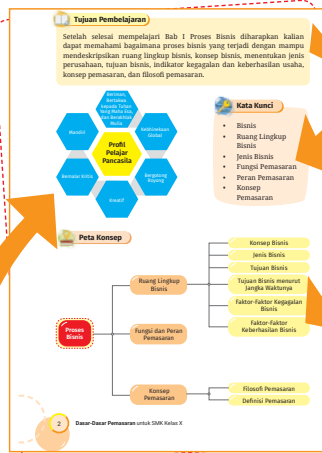 Tujuan Pembelajaran
Setelah selesai mempelajari Bab I Proses Bisnis diharapkan kalian
dapat memahami bagaimana proses bisnis yang terjadi dengan mampu
mendeskripsikan ruang lingkup bisnis, konsep bisnis, menentukan jenis
perusahaan, tujuan bisnis, indikator kegagalan dan keberhasilan usaha,
konsep pemasaran, dan filosofi pemasaran.
Beriman,
Bertakwa
kepada Tuhan
Yang Maha Esa,
dan Berakhlak
Mulia
Mandiri
Kebhinekaan
Global
Profil
Pelajar
Pancasila
Bernalar Kritis
Bergotong
Royong
Kreatif
Kata Kunci
• Bisnis
• Ruang Lingkup
Bisnis
• Jenis Bisnis
• Fungsi Pemasaran
• Peran Pemasaran
• Konsep
Pemasaran
Peta Konsep
Proses
Bisnis
Ruang Lingkup
Bisnis
Konsep Bisnis
Jenis Bisnis
Tujuan Bisnis
Tujuan Bisnis menurut
Jangka Waktunya
Faktor-Faktor Kegagalan
Bisnis
Faktor-Faktor
Keberhasilan Bisnis
Fungsi dan Peran
Pemasaran
Konsep
Pemasaran
Filosofi Pemasaran
Definisi Pemasaran
2 Dasar-Dasar Pemasaran untuk SMK Kelas X